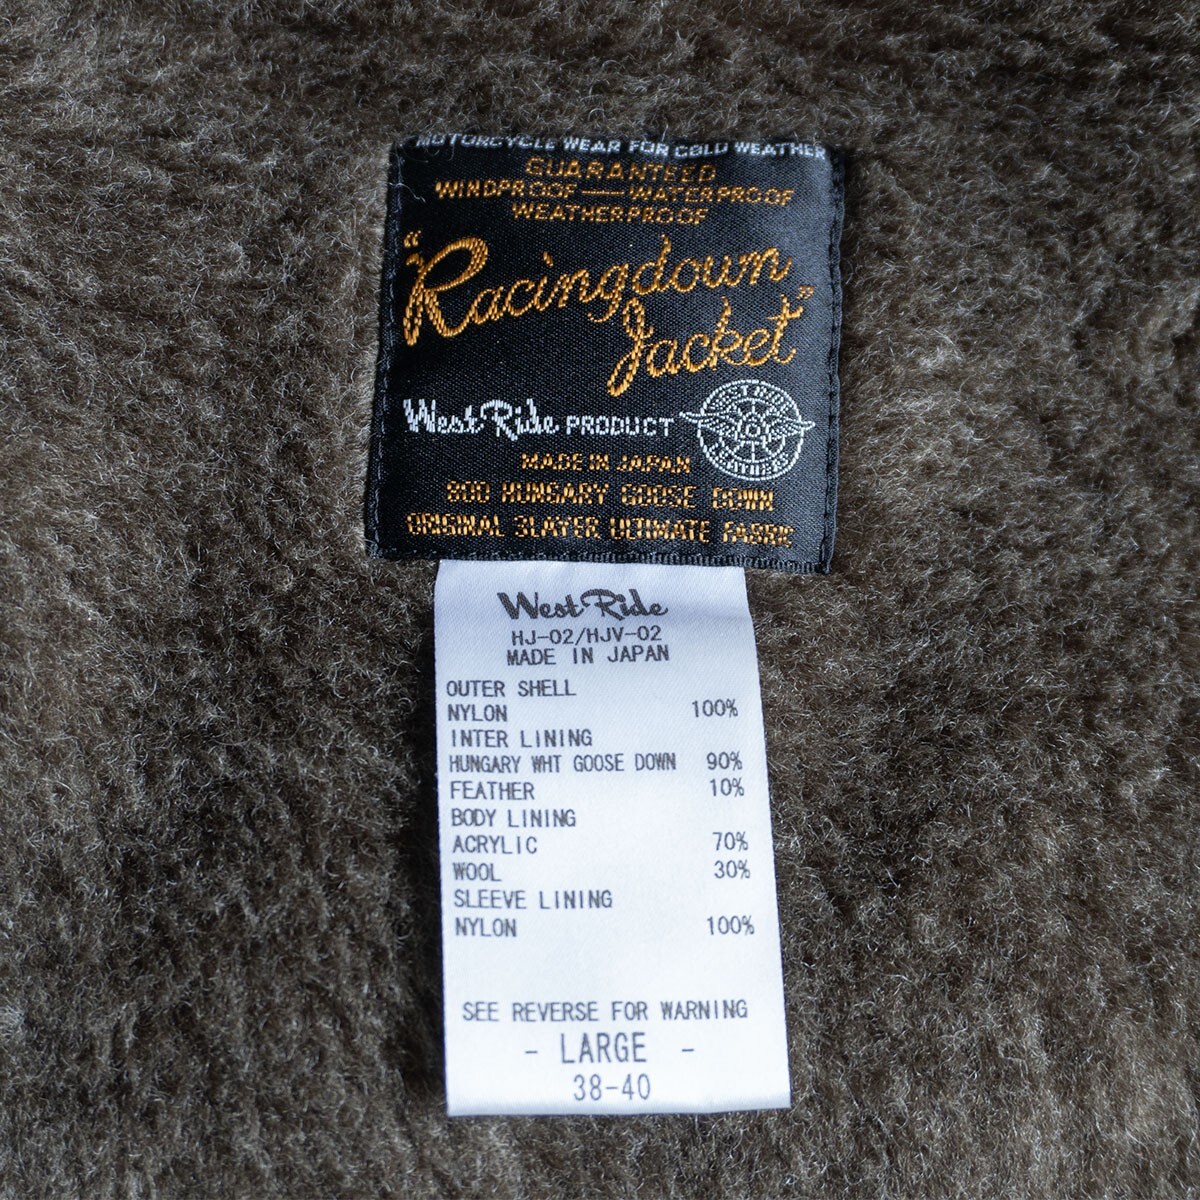 MOTORCYCLE WEAR FOR COLD WEATHER
GUARANTEED
WINDPROOF — WATERPROOF
WEATHERPROOF
"Racingdown
Jacket"
West Ride PRODUCT
WEST RIDE
LEATHERS
MADE IN JAPAN
800 HUNGARY GOOSE DOWN
ORIGINAL 3LAYER ULTIMATE FABRIC
West Ride
HJ-02/HJV-02
MADE IN JAPAN
OUTER SHELL
NYLON 100%
INTER LINING
HUNGARY WHT GOOSE DOWN 90%
FEATHER 10%
BODY LINING
ACRYLIC 70%
WOOL 30%
SLEEVE LINING
NYLON 100%
SEE REVERSE FOR WARNING
- LARGE -
38-40